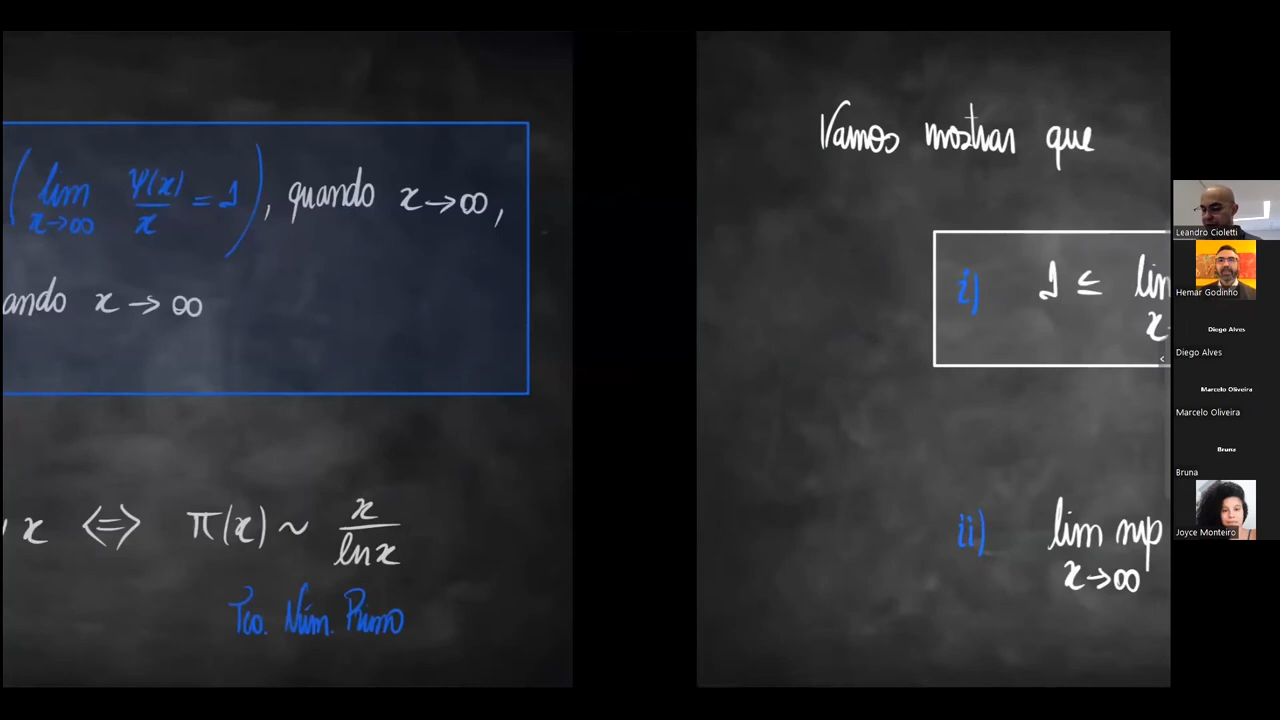 ( lim x→∞ Ψ(x)/x = 1 ), quando x→∞,
ando x→∞
x <=> π(x) ~ x/ln x
Teo. Núm. Primo
Vamos mostrar que
i) 1 ≤ lim
x→
ii) lim sup
x→∞
Leandro Cioletti
Hemar Godinho
Diego Alves
Diego Alves
Marcelo Oliveira
Marcelo Oliveira
Bruna
Bruna
Joyce Monteiro